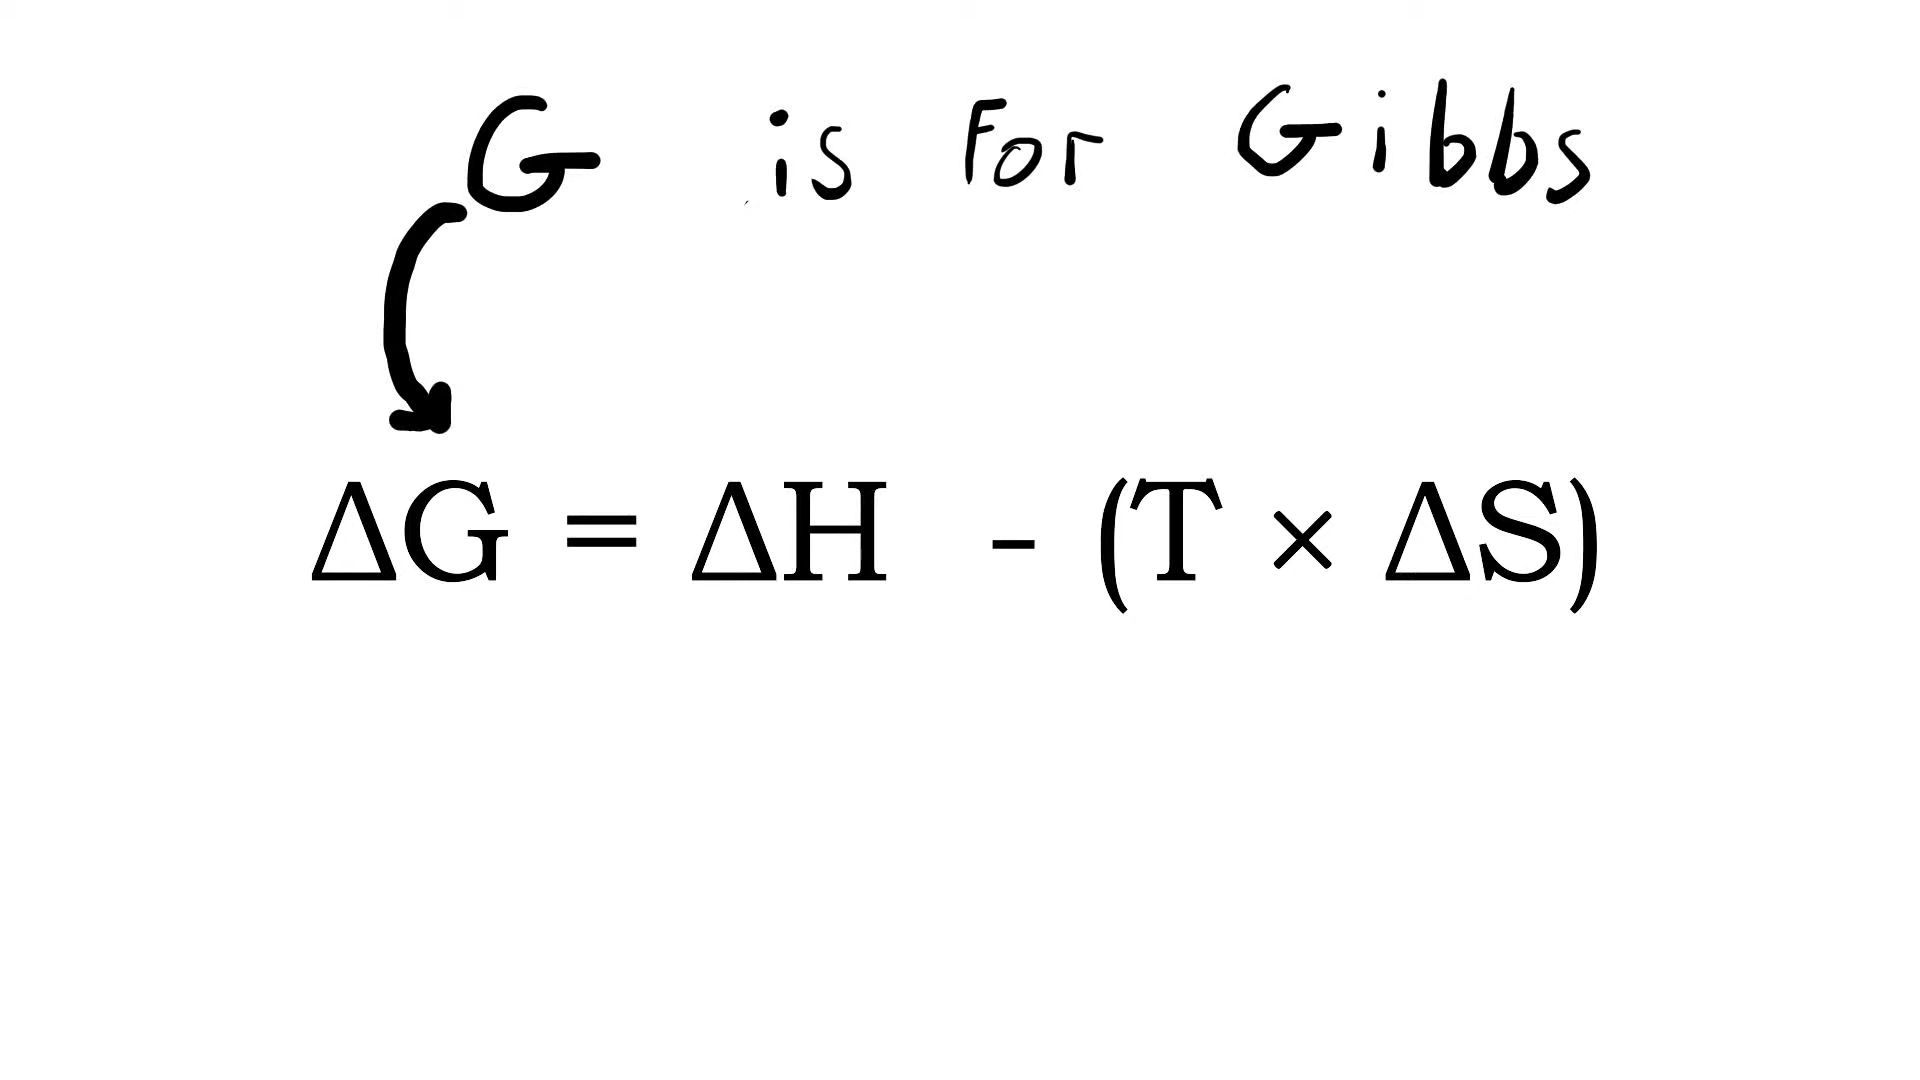 G is For Gibbs
ΔG = ΔH - (T × ΔS)